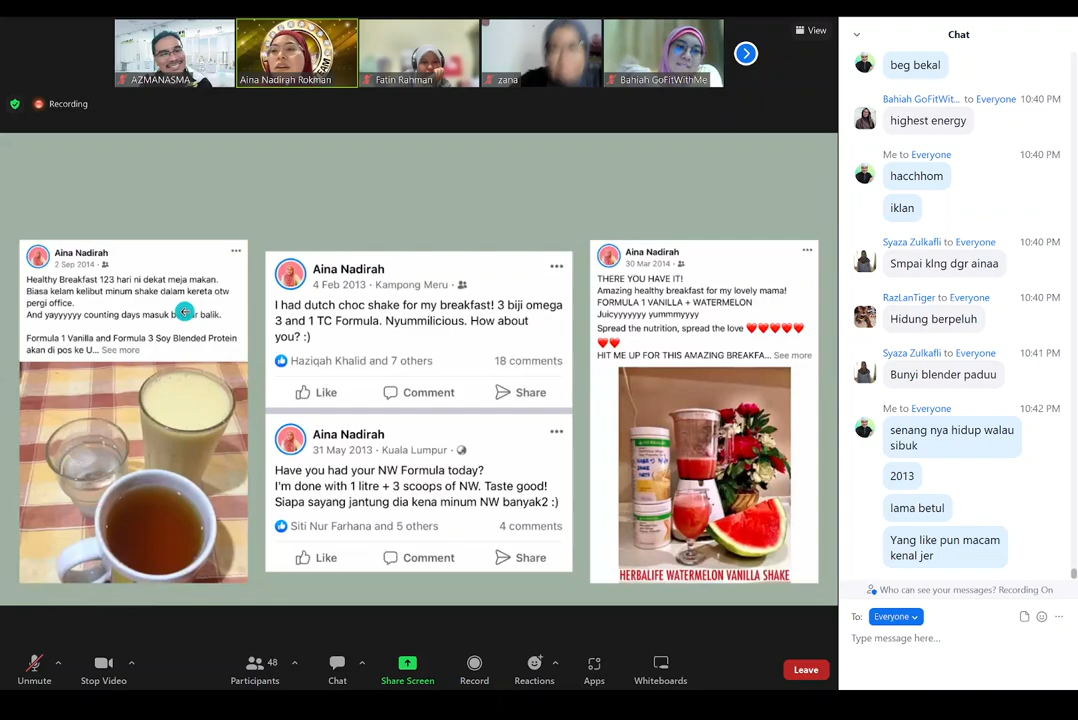 AZMANASMA
Aina Nadirah Rokman
Fatin Rahman
zana
Bahiah GoFitWithMe
View
Recording
Aina Nadirah
2 Sep 2014
Healthy Breakfast 123 hari ni dekat meja makan.
Biasa kelam kelibut minum shake dalam kereta otw
pergi office.
And yayyyyyy counting days masuk balik.
Formula 1 Vanilla and Formula 3 Soy Blended Protein
akan di pos ke U... See more
Aina Nadirah
4 Feb 2013 · Kampong Meru ·
I had dutch choc shake for my breakfast! 3 biji omega
3 and 1 TC Formula. Nyummilicious. How about
you? :)
Haziqah Khalid and 7 others 18 comments
Like Comment Share
Aina Nadirah
31 May 2013 · Kuala Lumpur ·
Have you had your NW Formula today?
I'm done with 1 litre + 3 scoops of NW. Taste good!
Siapa sayang jantung dia kena minum NW banyak2 :)
Siti Nur Farhana and 5 others 4 comments
Like Comment Share
Aina Nadirah
30 Mar 2014 ·
THERE YOU HAVE IT!
Amazing healthy breakfast for my lovely mama!
FORMULA 1 VANILLA + WATERMELON
Juicyyyyyyy yummmyyyy
Spread the nutrition, spread the love ❤️❤️❤️❤️❤️
❤️❤️
HIT ME UP FOR THIS AMAZING BREAKFA... See more
HERBALIFE WATERMELON VANILLA SHAKE
Chat
beg bekal
Bahiah GoFitWit... to Everyone 10:40 PM
highest energy
Me to Everyone 10:40 PM
hacchhom
iklan
Syaza Zulkafli to Everyone 10:40 PM
Smpai klng dgr ainaa
RazLanTiger to Everyone 10:40 PM
Hidung berpeluh
Syaza Zulkafli to Everyone 10:41 PM
Bunyi blender paduu
Me to Everyone 10:42 PM
senang nya hidup walau
sibuk
2013
lama betul
Yang like pun macam
kenal jer
Who can see your messages? Recording On
To: Everyone
Type message here...
Unmute
Stop Video
48
Participants
Chat
Share Screen
Record
Reactions
Apps
Whiteboards
Leave